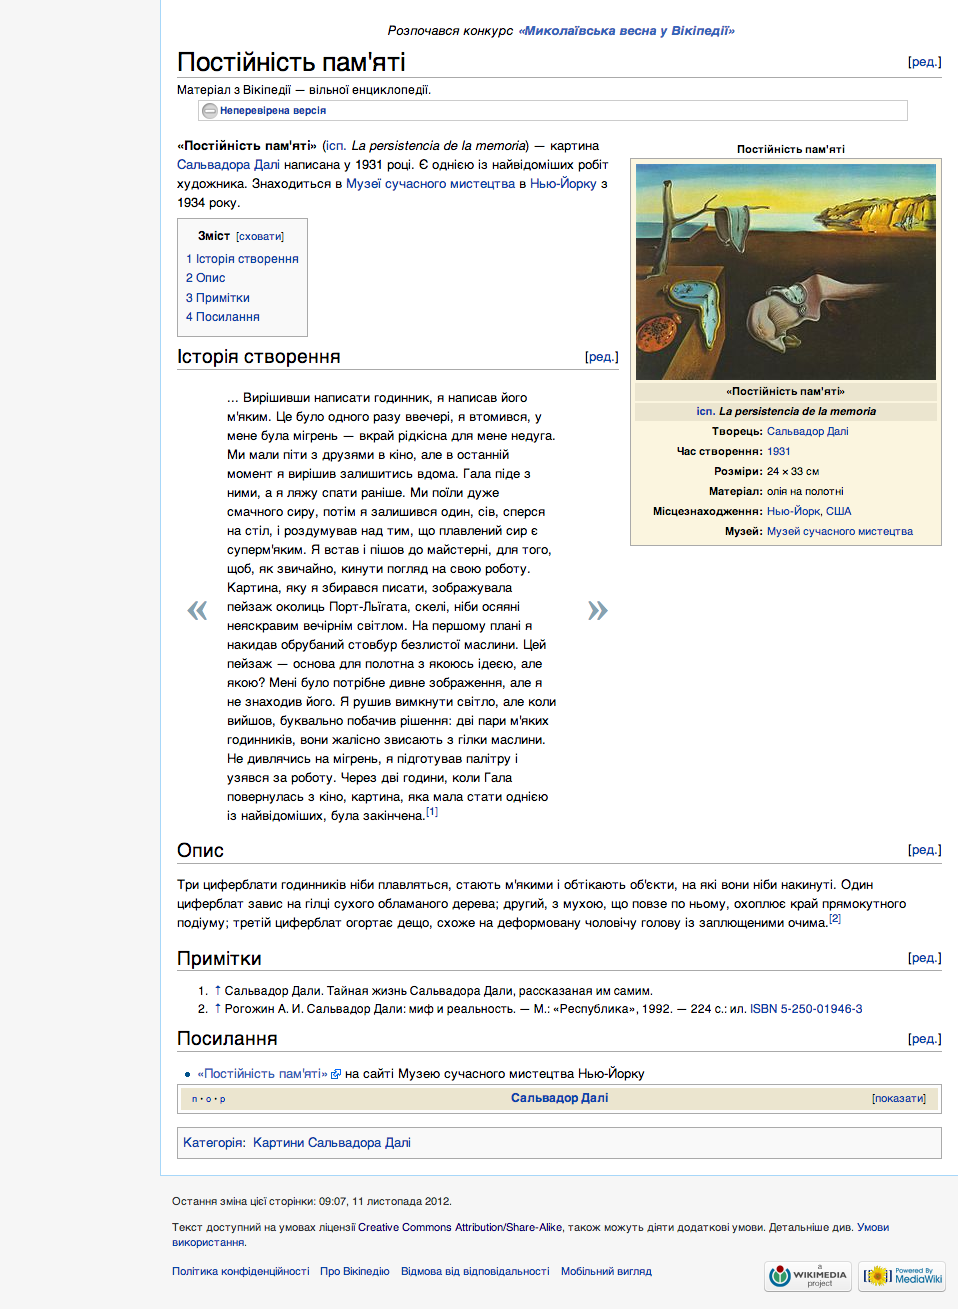 Розпочався конкурс «Миколаївська весна у Вікіпедії»
Постійність пам'яті
[ред.]
Матеріал з Вікіпедії — вільної енциклопедії.
Неперевірена версія
«Постійність пам'яті» (ісп. La persistencia de la memoria) — картина
Сальвадора Далі написана у 1931 році. Є однією із найвідоміших робіт
художника. Знаходиться в Музеї сучасного мистецтва в Нью-Йорку з
1934 року.
Зміст [сховати]
1 Історія створення
2 Опис
3 Примітки
4 Посилання
Постійність пам'яті
«Постійність пам'яті»
ісп. La persistencia de la memoria
Творець: Сальвадор Далі
Час створення: 1931
Розміри: 24 × 33 см
Матеріал: олія на полотні
Місцезнаходження: Нью-Йорк, США
Музей: Музей сучасного мистецтва
Історія створення
[ред.]
«
... Вирішивши написати годинник, я написав його
м'яким. Це було одного разу ввечері, я втомився, у
мене була мігрень — вкрай рідкісна для мене недуга.
Ми мали піти з друзями в кіно, але в останній
момент я вирішив залишитись вдома. Гала піде з
ними, а я ляжу спати раніше. Ми поїли дуже
смачного сиру, потім я залишився один, сів, сперся
на стіл, і роздумував над тим, що плавлений сир є
суперм'яким. Я встав і пішов до майстерні, для того,
щоб, як звичайно, кинути погляд на свою роботу.
Картина, яку я збирався писати, зображувала
пейзаж околиць Порт-Льїгата, скелі, ніби осяяні
неяскравим вечірнім світлом. На першому плані я
накидав обрубаний стовбур безлистої маслини. Цей
пейзаж — основа для полотна з якоюсь ідеєю, але
якою? Мені було потрібне дивне зображення, але я
не знаходив його. Я рушив вимкнути світло, але коли
вийшов, буквально побачив рішення: дві пари м'яких
годинників, вони жалісно звисають з гілки маслини.
Не дивлячись на мігрень, я підготував палітру і
узявся за роботу. Через дві години, коли Гала
повернулась з кіно, картина, яка мала стати однією
із найвідоміших, була закінчена.[1]
»
Опис
[ред.]
Три циферблати годинників ніби плавляться, стають м'якими і обтікають об'єкти, на які вони ніби накинуті. Один
циферблат завис на гілці сухого обламаного дерева; другий, з мухою, що повзе по ньому, охоплює край прямокутного
подіуму; третій циферблат огортає дещо, схоже на деформовану чоловічу голову із заплющеними очима.[2]
Примітки
[ред.]
1. ↑ Сальвадор Дали. Тайная жизнь Сальвадора Дали, рассказаная им самим.
2. ↑ Рогожин А. И. Сальвадор Дали: миф и реальность. — М.: «Республика», 1992. — 224 с.: ил. ISBN 5-250-01946-3
Посилання
[ред.]
• «Постійність пам'яті» на сайті Музею сучасного мистецтва Нью-Йорку
п · о · р
Сальвадор Далі
[показати]
Категорія: Картини Сальвадора Далі
Остання зміна цієї сторінки: 09:07, 11 листопада 2012.
Текст доступний на умовах ліцензії Creative Commons Attribution/Share-Alike, також можуть діяти додаткові умови. Детальніше див. Умови
використання.
Політика конфіденційності Про Вікіпедію Відмова від відповідальності Мобільний вигляд
a
WIKIMEDIA
project
Powered By
MediaWiki